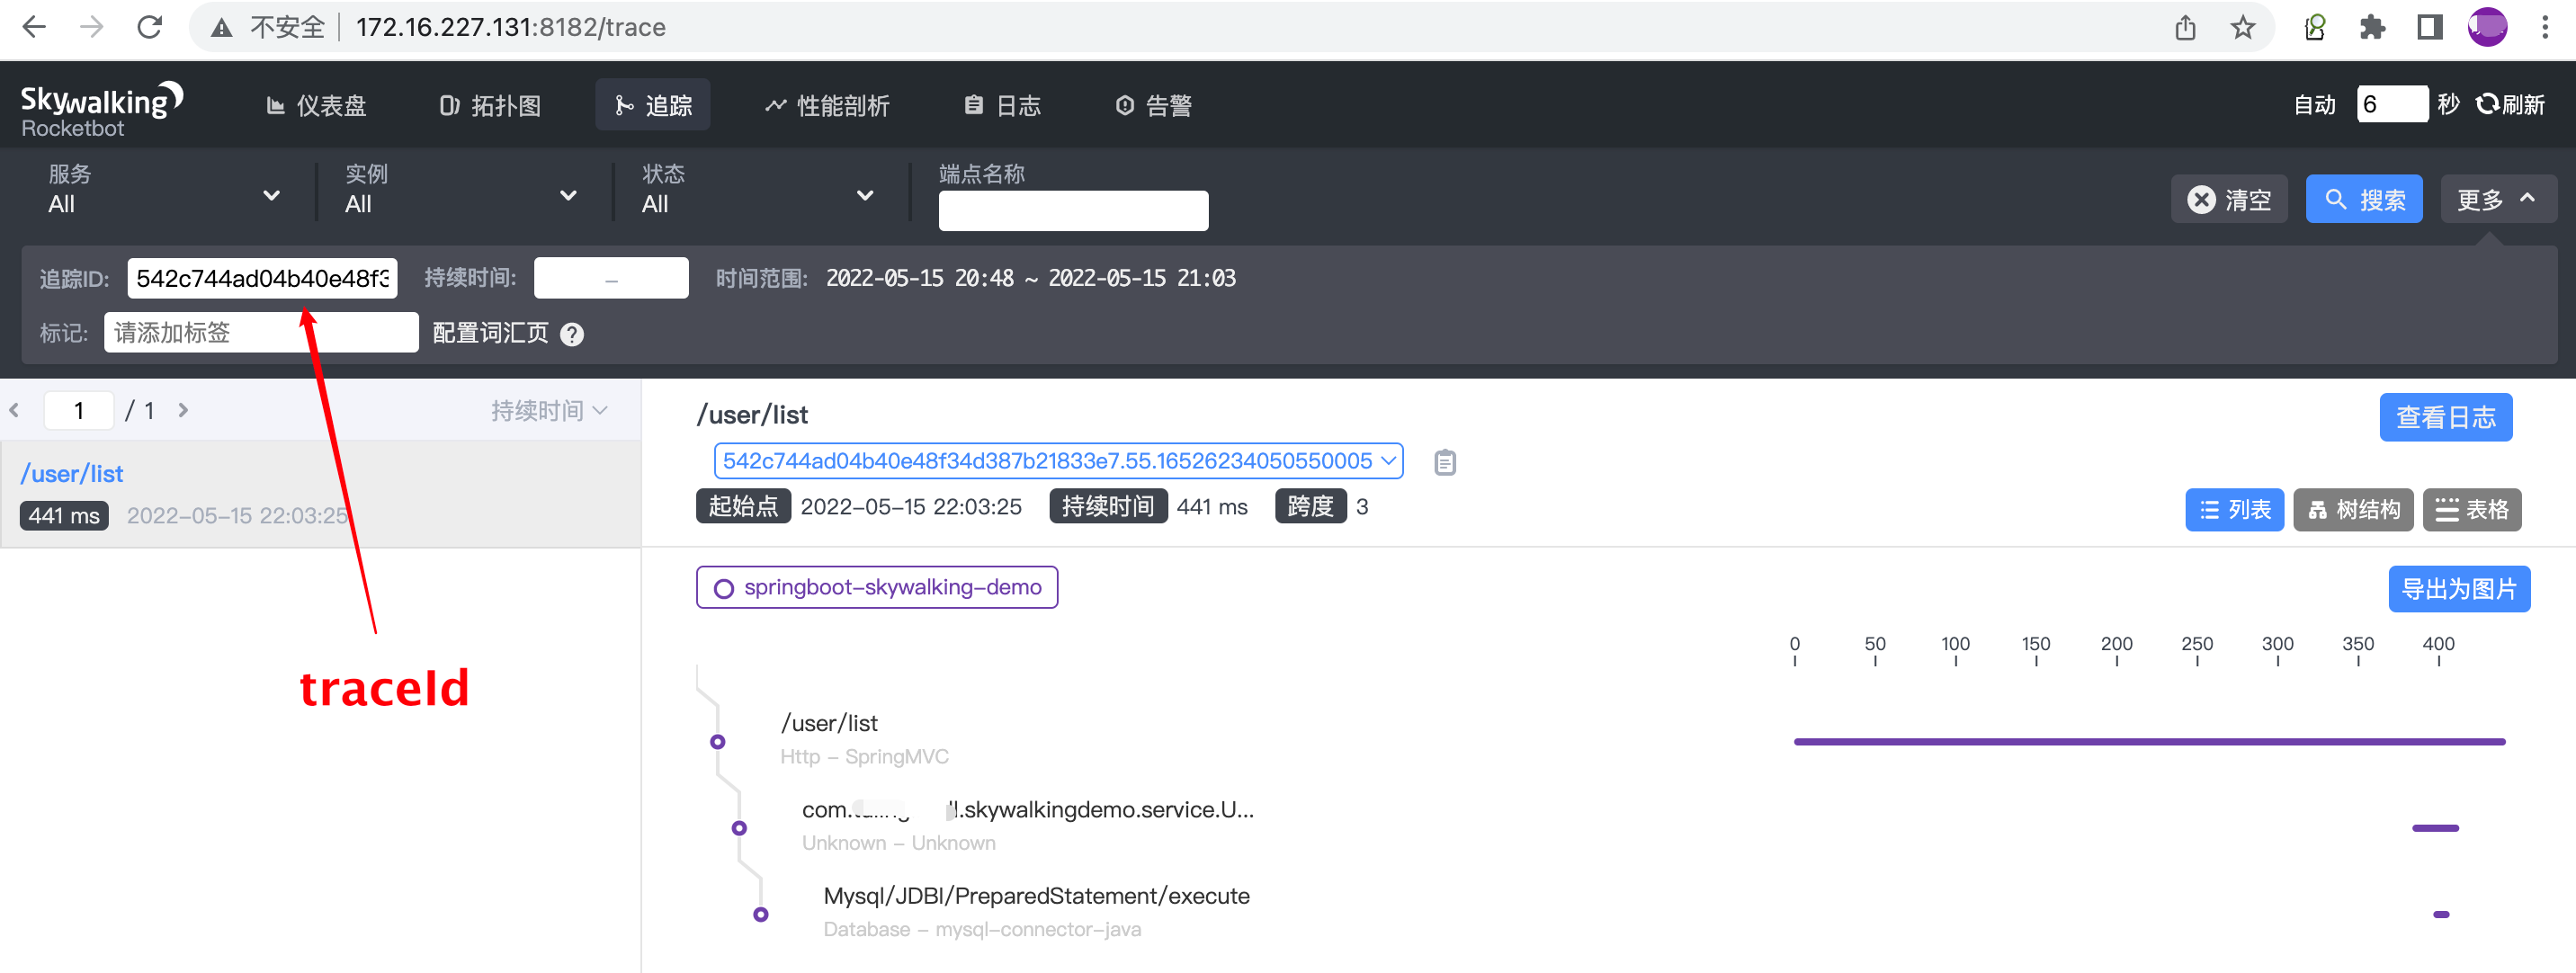 不安全 172.16.227.131:8182/trace
Skywalking
Rocketbot
仪表盘 拓扑图 追踪 性能剖析 日志 告警 自动 6 秒 刷新
服务 实例 状态 端点名称
All All All
清空 搜索 更多
追踪ID: 542c744ad04b40e48f3 持续时间: – 时间范围: 2022-05-15 20:48 ~ 2022-05-15 21:03
标记: 请添加标签 配置词汇页 ?
1 / 1 持续时间
/user/list
441 ms 2022-05-15 22:03:25
traceId
/user/list
查看日志
542c744ad04b40e48f34d387b21833e7.55.16526234050550005
起始点 2022-05-15 22:03:25 持续时间 441 ms 跨度 3
列表 树结构 表格
springboot-skywalking-demo
导出为图片
0 50 100 150 200 250 300 350 400
/user/list
Http - SpringMVC
com. .skywalkingdemo.service.U...
Unknown - Unknown
Mysql/JDBI/PreparedStatement/execute
Database - mysql-connector-java